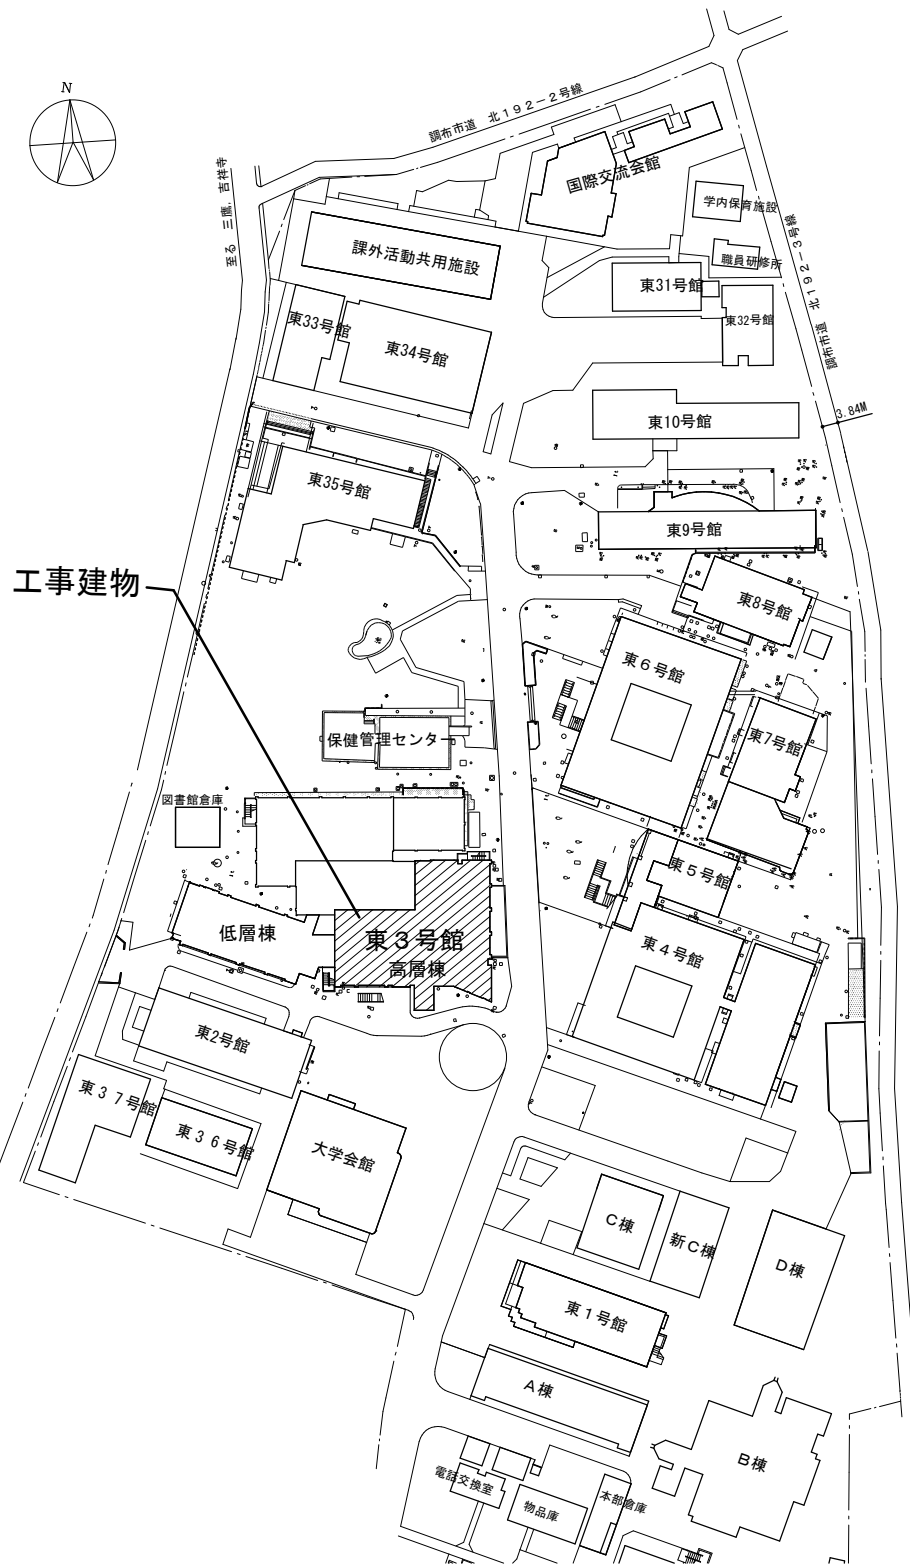 N
調布市道 北192-2号線
至る 三鷹, 吉祥寺
国際交流会館
学内保育施設
調布市道 北192-3号線
課外活動共用施設
職員研修所
東31号館
東32号館
東33号館
東34号館
東10号館
3.84M
東35号館
東9号館
工事建物
東8号館
池
東6号館
保健管理センター
東7号館
図書館倉庫
東5号館
低層棟
東3号館
高層棟
東4号館
東2号館
東37号館
東36号館
大学会館
C棟
新C棟
D棟
東1号館
A棟
B棟
電話交換室
物品庫
本部倉庫